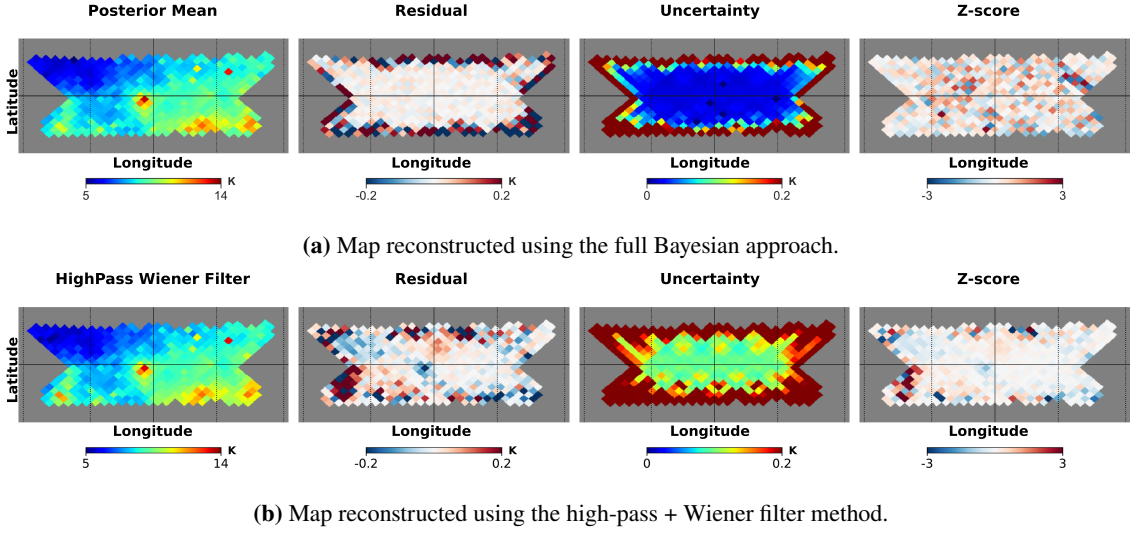 Posterior Mean Residual Uncertainty Z-score
Latitude
Longitude Longitude Longitude Longitude
K K K
5 14 -0.2 0.2 0 0.2 -3 3
(a) Map reconstructed using the full Bayesian approach.
HighPass Wiener Filter Residual Uncertainty Z-score
Latitude
Longitude Longitude Longitude Longitude
K K K
5 14 -0.2 0.2 0 0.2 -3 3
(b) Map reconstructed using the high-pass + Wiener filter method.